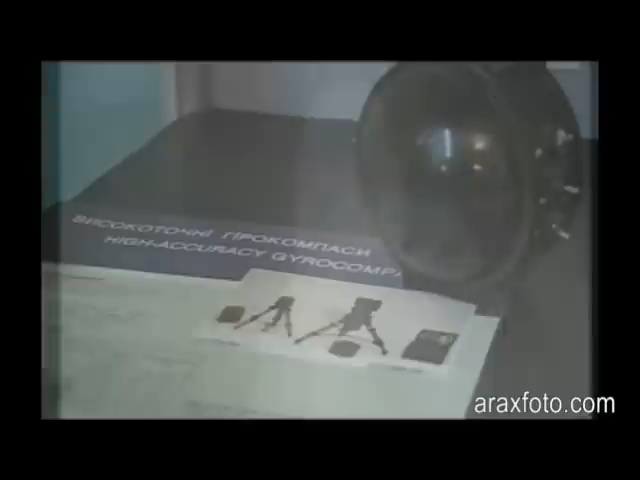 ВИСОКОТОЧНІ ГІРОКОМПАСИ
HIGH-ACCURACY GYROCOMPA
araxfoto.com